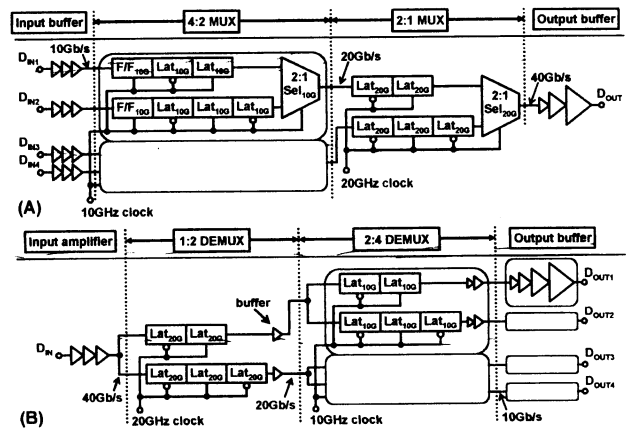 Input buffer 4:2 MUX 2:1 MUX Output buffer
10Gb/s
DIN1
F/F10G Lat10G Lat10G
2:1 Sel10G
20Gb/s
Lat20G Lat20G
40Gb/s
DIN2
F/F10G Lat10G Lat10G Lat10G
2:1 Sel20G
DOUT
Lat20G Lat20G Lat20G
DIN3
DIN4
20GHz clock
(A)
10GHz clock
(B)
Input amplifier 1:2 DEMUX 2:4 DEMUX Output buffer
Lat10G Lat10G
DOUT1
buffer
Lat10G Lat10G Lat10G
DOUT2
Lat20G Lat20G
DIN
Lat20G Lat20G Lat20G
DOUT3
40Gb/s
20Gb/s
DOUT4
20GHz clock
10GHz clock
10Gb/s